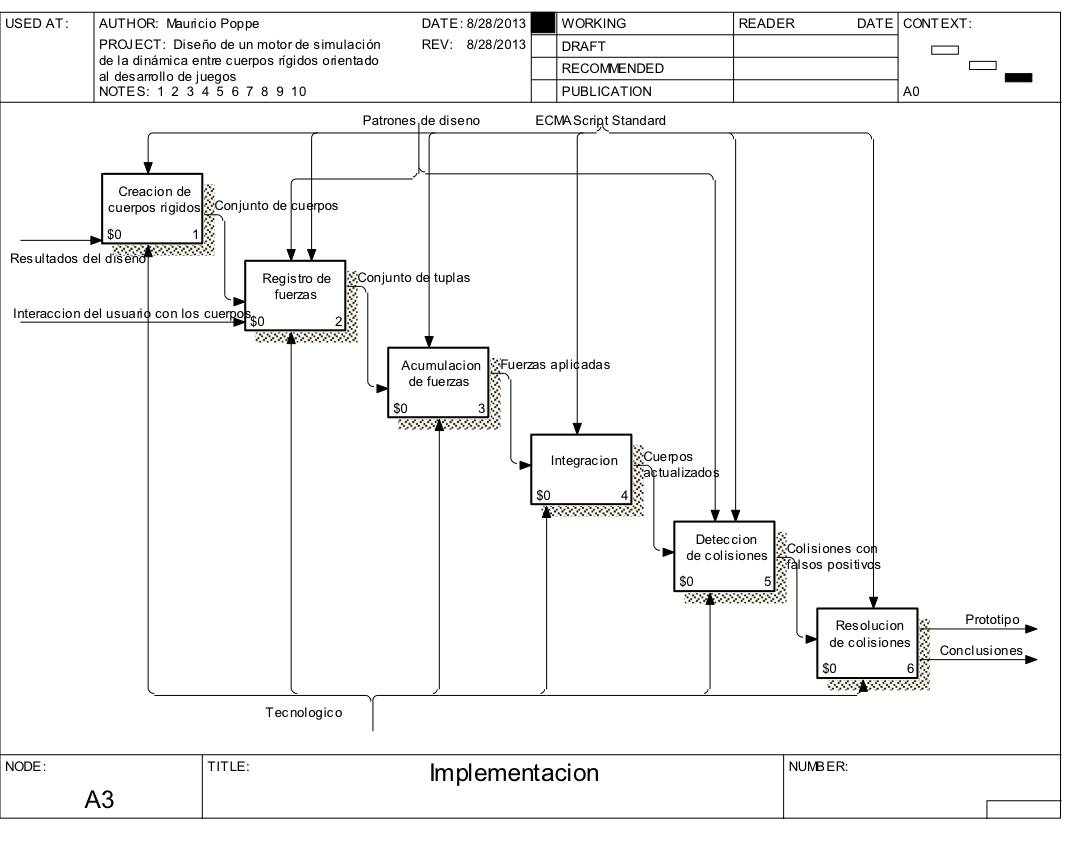 USED AT:
AUTHOR: Mauricio Poppe
DATE: 8/28/2013
WORKING
READER
DATE
CONTEXT:
PROJECT: Diseño de un motor de simulación
de la dinámica entre cuerpos rígidos orientado
al desarrollo de juegos
REV: 8/28/2013
DRAFT
RECOMMENDED
NOTES: 1 2 3 4 5 6 7 8 9 10
PUBLICATION
A0
Patrones de diseno
ECMAScript Standard
Creacion de
cuerpos rigidos
$0
1
Conjunto de cuerpos
Resultados del diseno
Registro de
fuerzas
$0
2
Conjunto de tuplas
Interaccion del usuario con los cuerpos
Acumulacion
de fuerzas
$0
3
Fuerzas aplicadas
Integracion
$0
4
Cuerpos
actualizados
Deteccion
de colisiones
$0
5
Colisiones con
falsos positivos
Resolucion
de colisiones
$0
6
Prototipo
Conclusiones
Tecnologico
NODE:
A3
TITLE:
Implementacion
NUMBER: